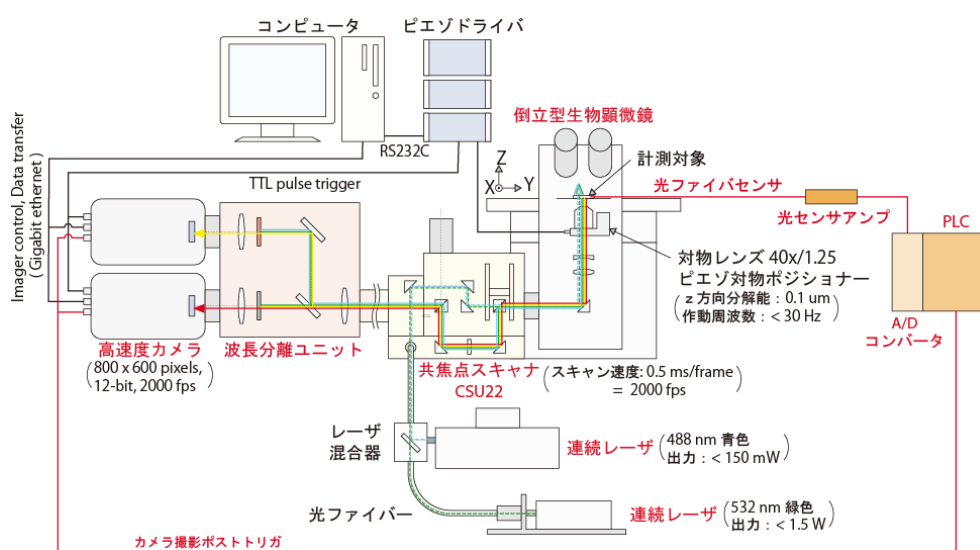 コンピュータ
ピエゾドライバ
倒立型生物顕微鏡
RS232C
Z
X
Y
計測対象
TTL pulse trigger
光ファイバセンサ
光センサアンプ
PLC
Imager control, Data transfer
(Gigabit ethernet)
対物レンズ 40x/1.25
ピエゾ対物ポジショナー
(z 方向分解能：0.1 um
作動周波数：< 30 Hz)
A/D
コンバータ
高速度カメラ
(800 x 600 pixels,
12-bit, 2000 fps)
波長分離ユニット
共焦点スキャナ
CSU22
(スキャン速度: 0.5 ms/frame
= 2000 fps)
レーザ
混合器
連続レーザ
(488 nm 青色
出力：< 150 mW)
光ファイバー
連続レーザ
(532 nm 緑色
出力：< 1.5 W)
カメラ撮影ポストトリガ